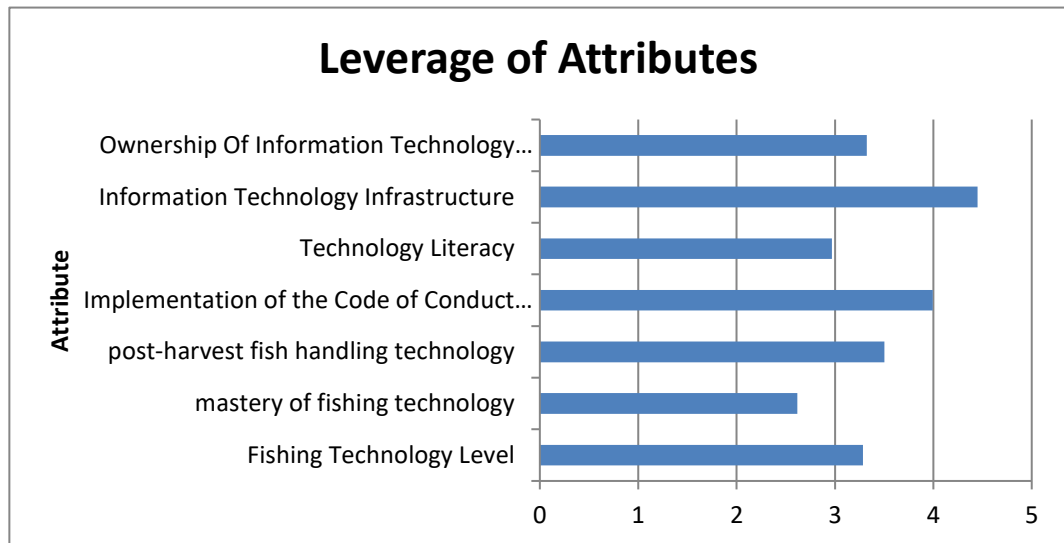 Leverage of Attributes
Attribute
Ownership Of Information Technology…
Information Technology Infrastructure
Technology Literacy
Implementation of the Code of Conduct…
post-harvest fish handling technology
mastery of fishing technology
Fishing Technology Level
0 1 2 3 4 5